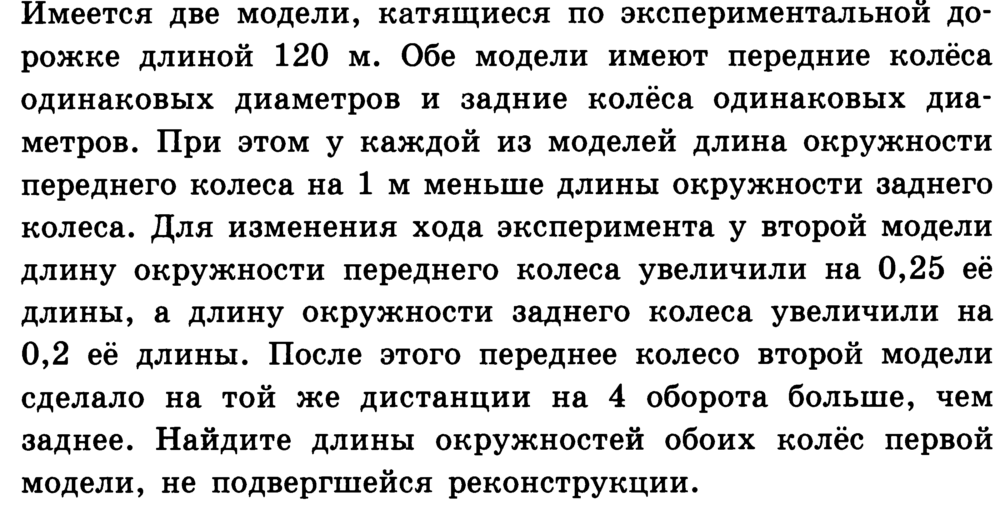 Имеется две модели, катящиеся по экспериментальной до-
рожке длиной 120 м. Обе модели имеют передние колёса
одинаковых диаметров и задние колёса одинаковых диа-
метров. При этом у каждой из моделей длина окружности
переднего колеса на 1 м меньше длины окружности заднего
колеса. Для изменения хода эксперимента у второй модели
длину окружности переднего колеса увеличили на 0,25 её
длины, а длину окружности заднего колеса увеличили на
0,2 её длины. После этого переднее колесо второй модели
сделало на той же дистанции на 4 оборота больше, чем
заднее. Найдите длины окружностей обоих колёс первой
модели, не подвергшейся реконструкции.